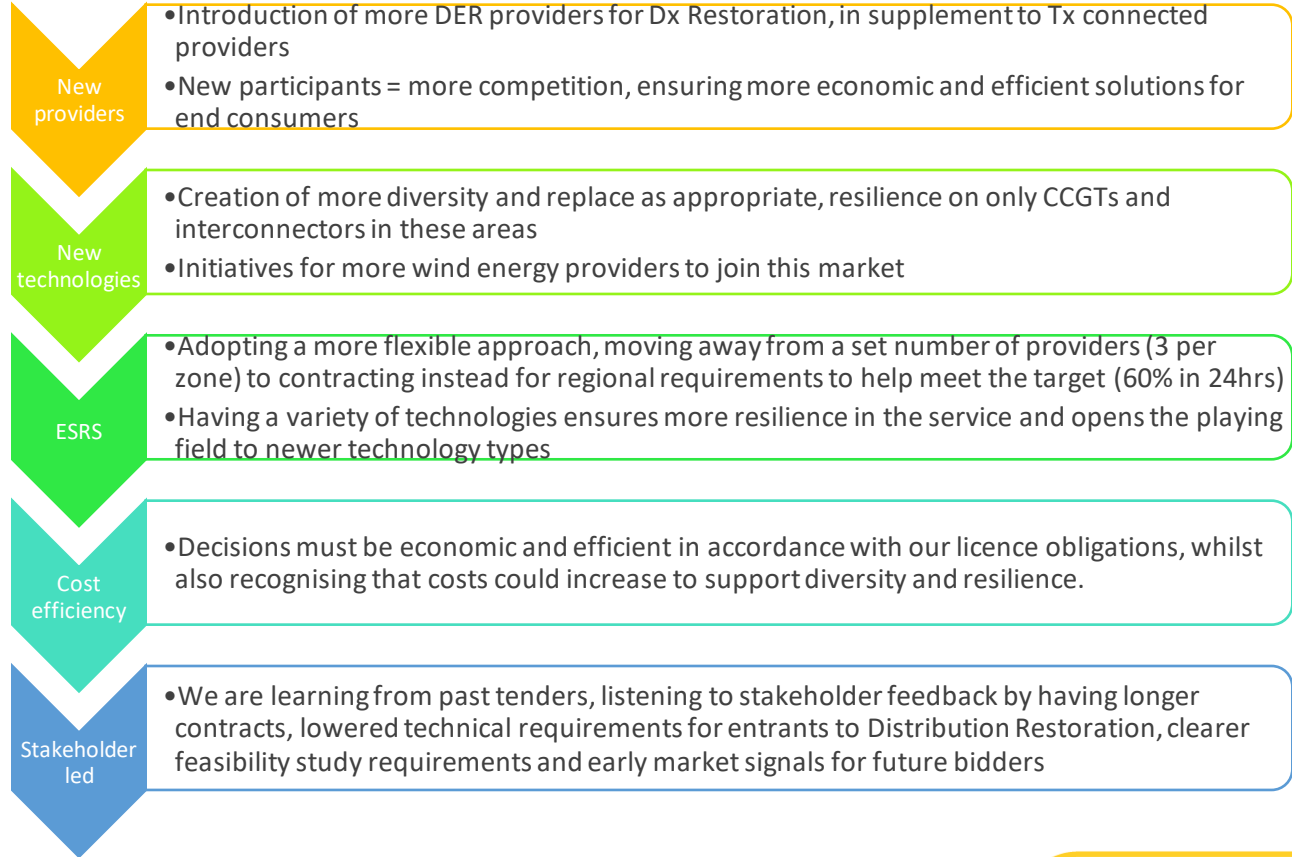 New
providers
•Introduction of more DER providers for Dx Restoration, in supplement to Tx connected
providers
•New participants = more competition, ensuring more economic and efficient solutions for
end consumers
New
technologies
•Creation of more diversity and replace as appropriate, resilience on only CCGTs and
interconnectors in these areas
•Initiatives for more wind energy providers to join this market
ESRS
•Adopting a more flexible approach, moving away from a set number of providers (3 per
zone) to contracting instead for regional requirements to help meet the target (60% in 24hrs)
•Having a variety of technologies ensures more resilience in the service and opens the playing
field to newer technology types
Cost
efficiency
•Decisions must be economic and efficient in accordance with our licence obligations, whilst
also recognising that costs could increase to support diversity and resilience.
Stakeholder
led
•We are learning from past tenders, listening to stakeholder feedback by having longer
contracts, lowered technical requirements for entrants to Distribution Restoration, clearer
feasibility study requirements and early market signals for future bidders